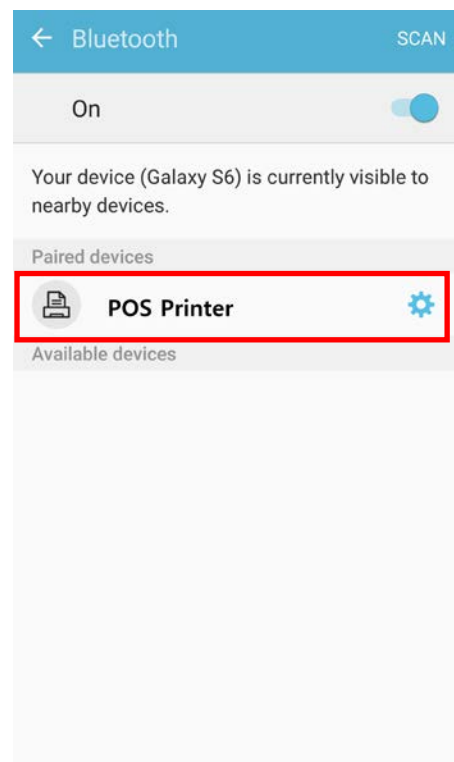 Bluetooth SCAN
On
Your device (Galaxy S6) is currently visible to
nearby devices.
Paired devices
POS Printer
Available devices